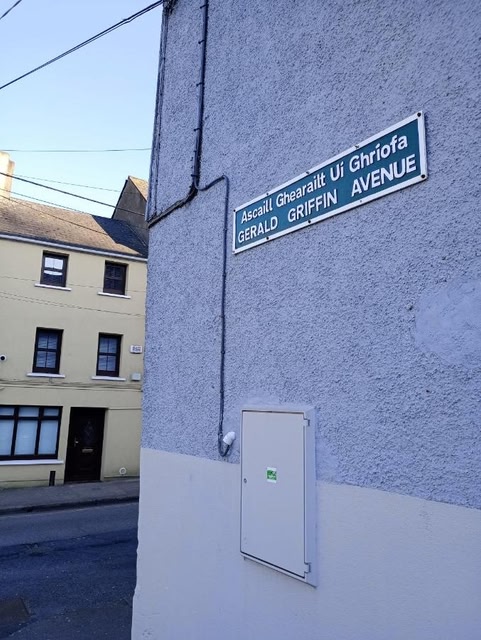 Ascaill Ghearailt Uí Ghríofa
GERALD GRIFFIN AVENUE